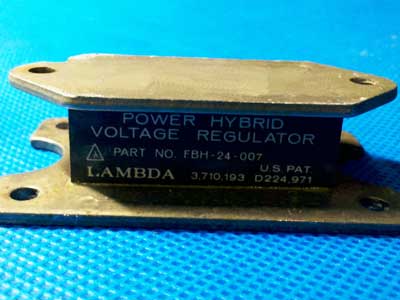 POWER HYBRID
VOLTAGE REGULATOR
PART NO. FBH-24-007
U.S PAT
LAMBDA 3,710,193 D224,971